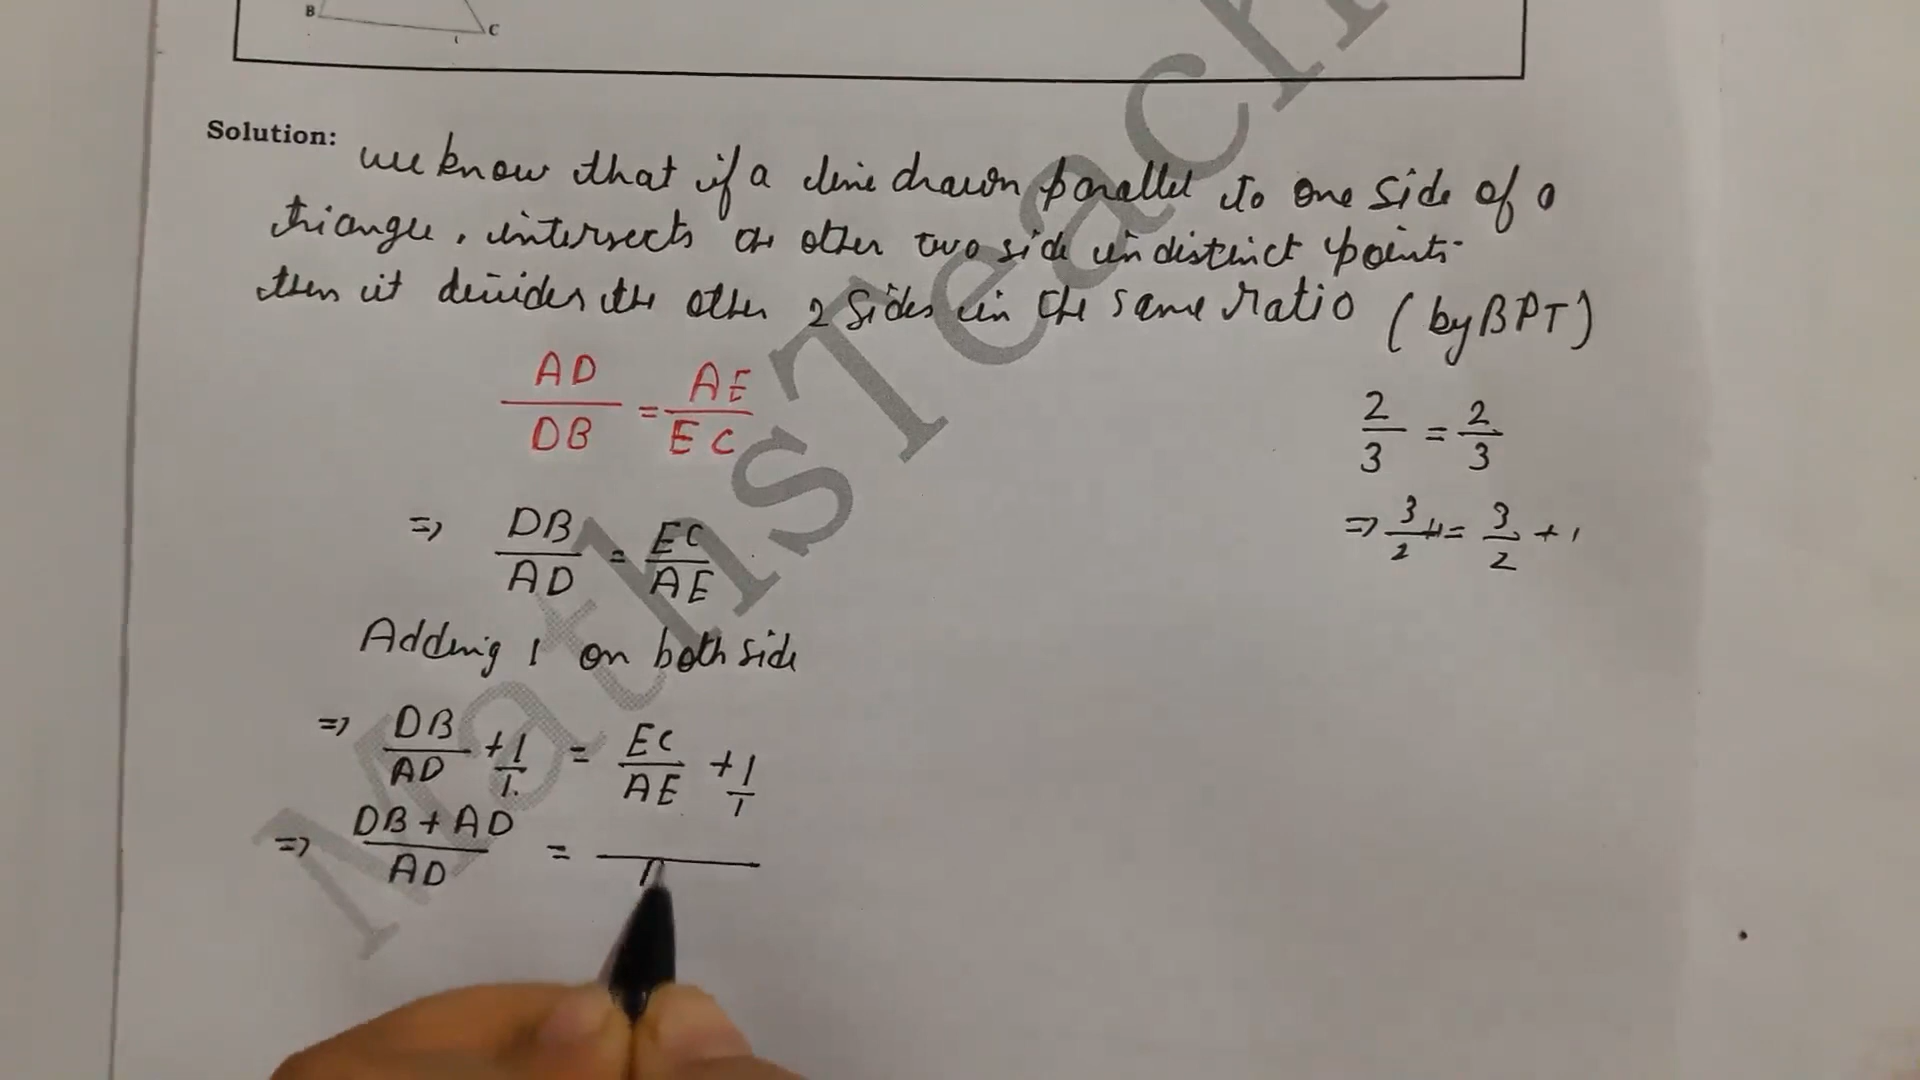 B
C
Solution: we know that if a line drawn parallel to one side of a
triangle, intersects the other two side in distinct points
then it divides the other 2 sides in the same ratio (by BPT)
AD/DB = AE/EC
2/3 = 2/3
=> DB/AD = EC/AE
=> 3/2 +1 = 3/2 + 1
Adding 1 on both side
=> DB/AD + 1/1. = EC/AE + 1/1
=> DB + AD/AD =
MathsTeach